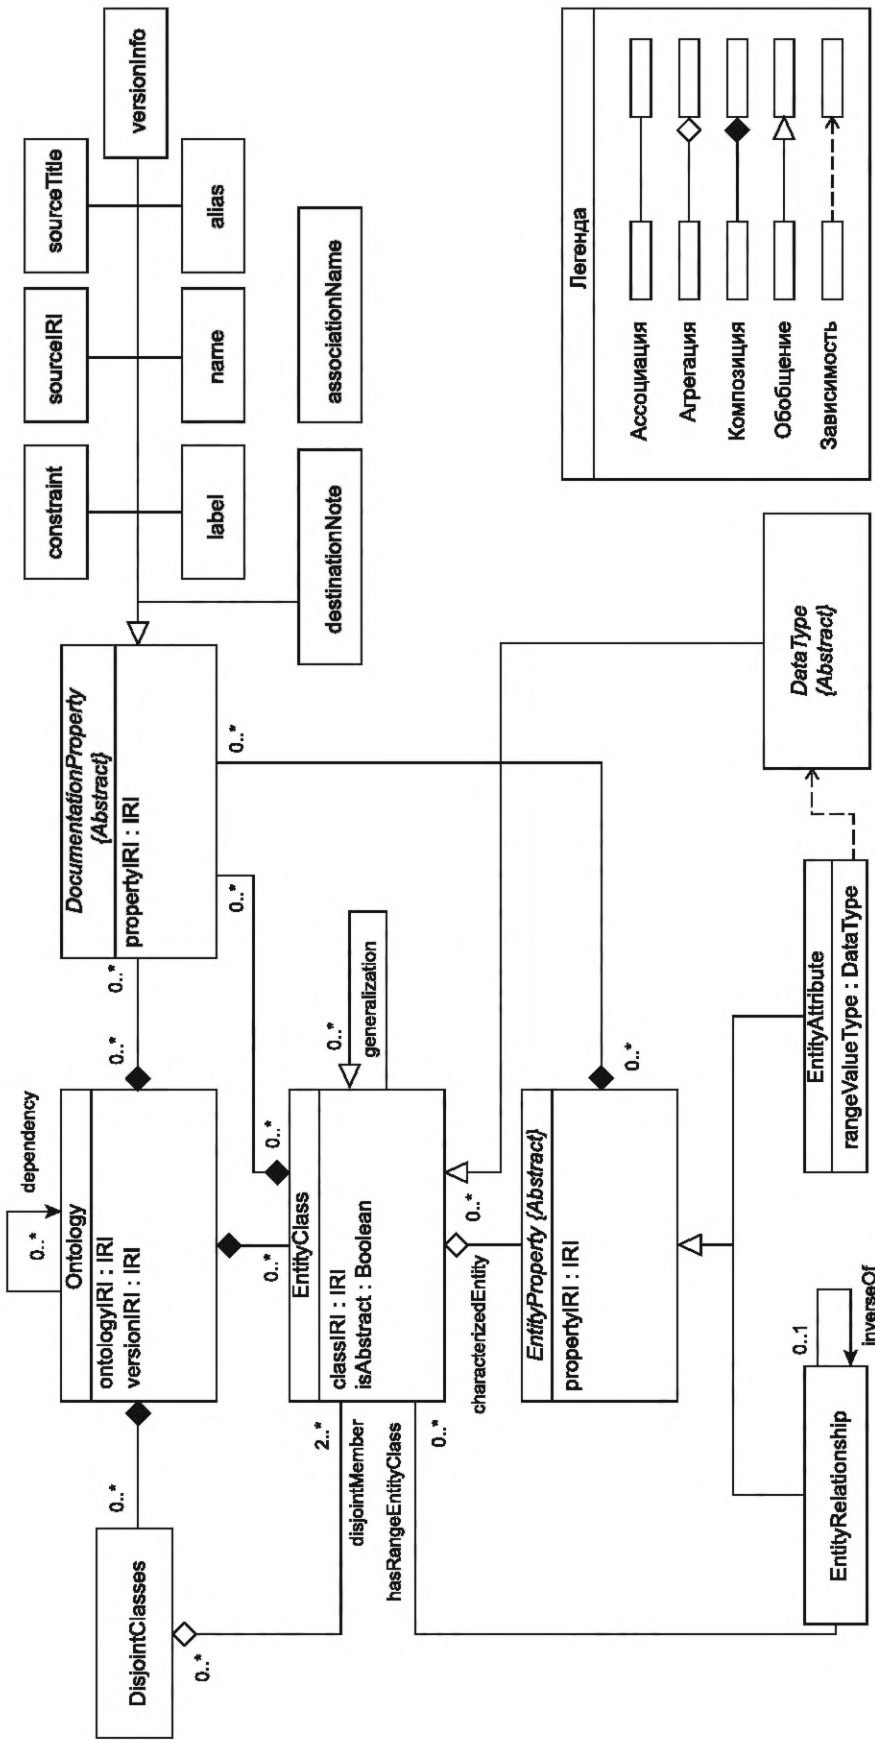 dependency
0..*
Ontology
ontologyIRI : IRI
versionIRI : IRI
DisjointClasses
0..*
0..*
0..*
0..*
DocumentationProperty
{Abstract}
propertyIRI : IRI
0..*
0..*
constraint
sourceIRI
sourceTitle
versionInfo
label
name
alias
destinationNote
associationName
0..*
0..*
EntityClass
classIRI : IRI
isAbstract : Boolean
0..*
generalization
2..*
disjointMember
0..*
hasRangeEntityClass
characterizedEntity
0..*
EntityProperty {Abstract}
propertyIRI : IRI
0..*
EntityRelationship
0..1
inverseOf
EntityAttribute
rangeValueType : DataType
DataType
{Abstract}
Легенда
Ассоциация
Агрегация
Композиция
Обобщение
Зависимость